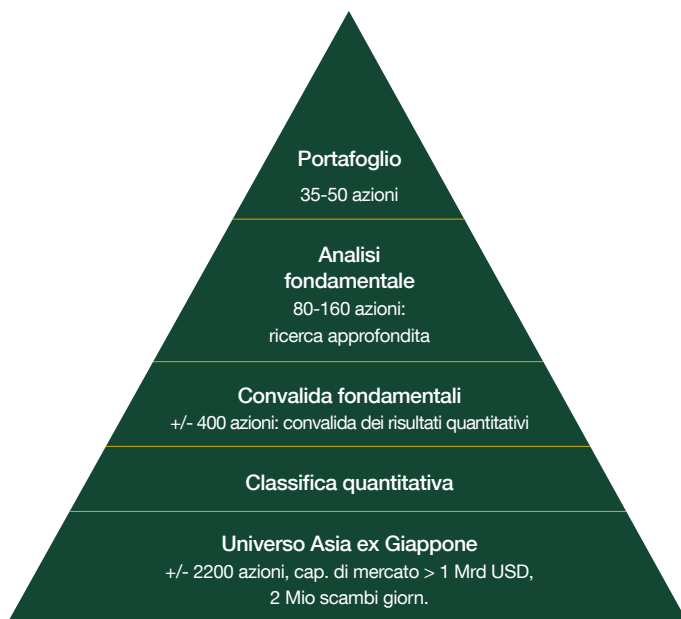 Portafoglio
35-50 azioni
Analisi
fondamentale
80-160 azioni:
ricerca approfondita
Convalida fondamentali
+/- 400 azioni: convalida dei risultati quantitativi
Classifica quantitativa
Universo Asia ex Giappone
+/- 2200 azioni, cap. di mercato > 1 Mrd USD,
2 Mio scambi giorn.